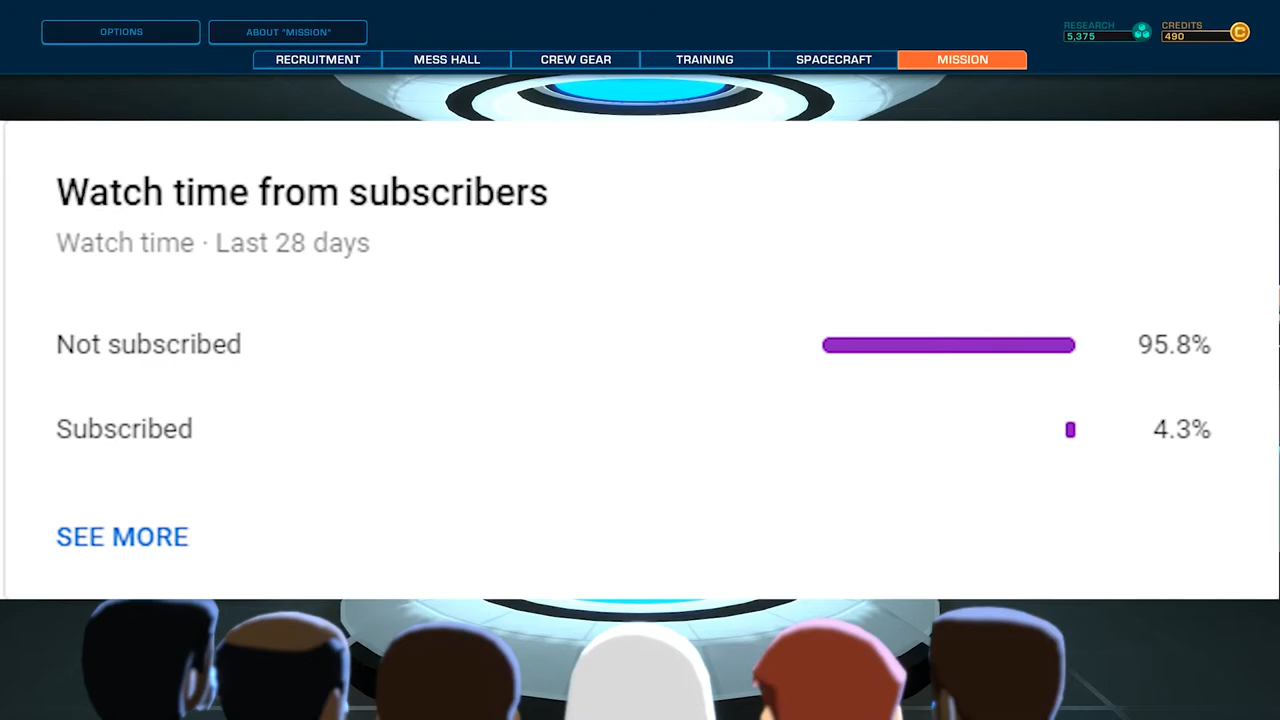 OPTIONS
ABOUT "MISSION"
RESEARCH
5,375
CREDITS
490
RECRUITMENT
MESS HALL
CREW GEAR
TRAINING
SPACECRAFT
MISSION
Watch time from subscribers
Watch time · Last 28 days
Not subscribed 95.8%
Subscribed 4.3%
SEE MORE